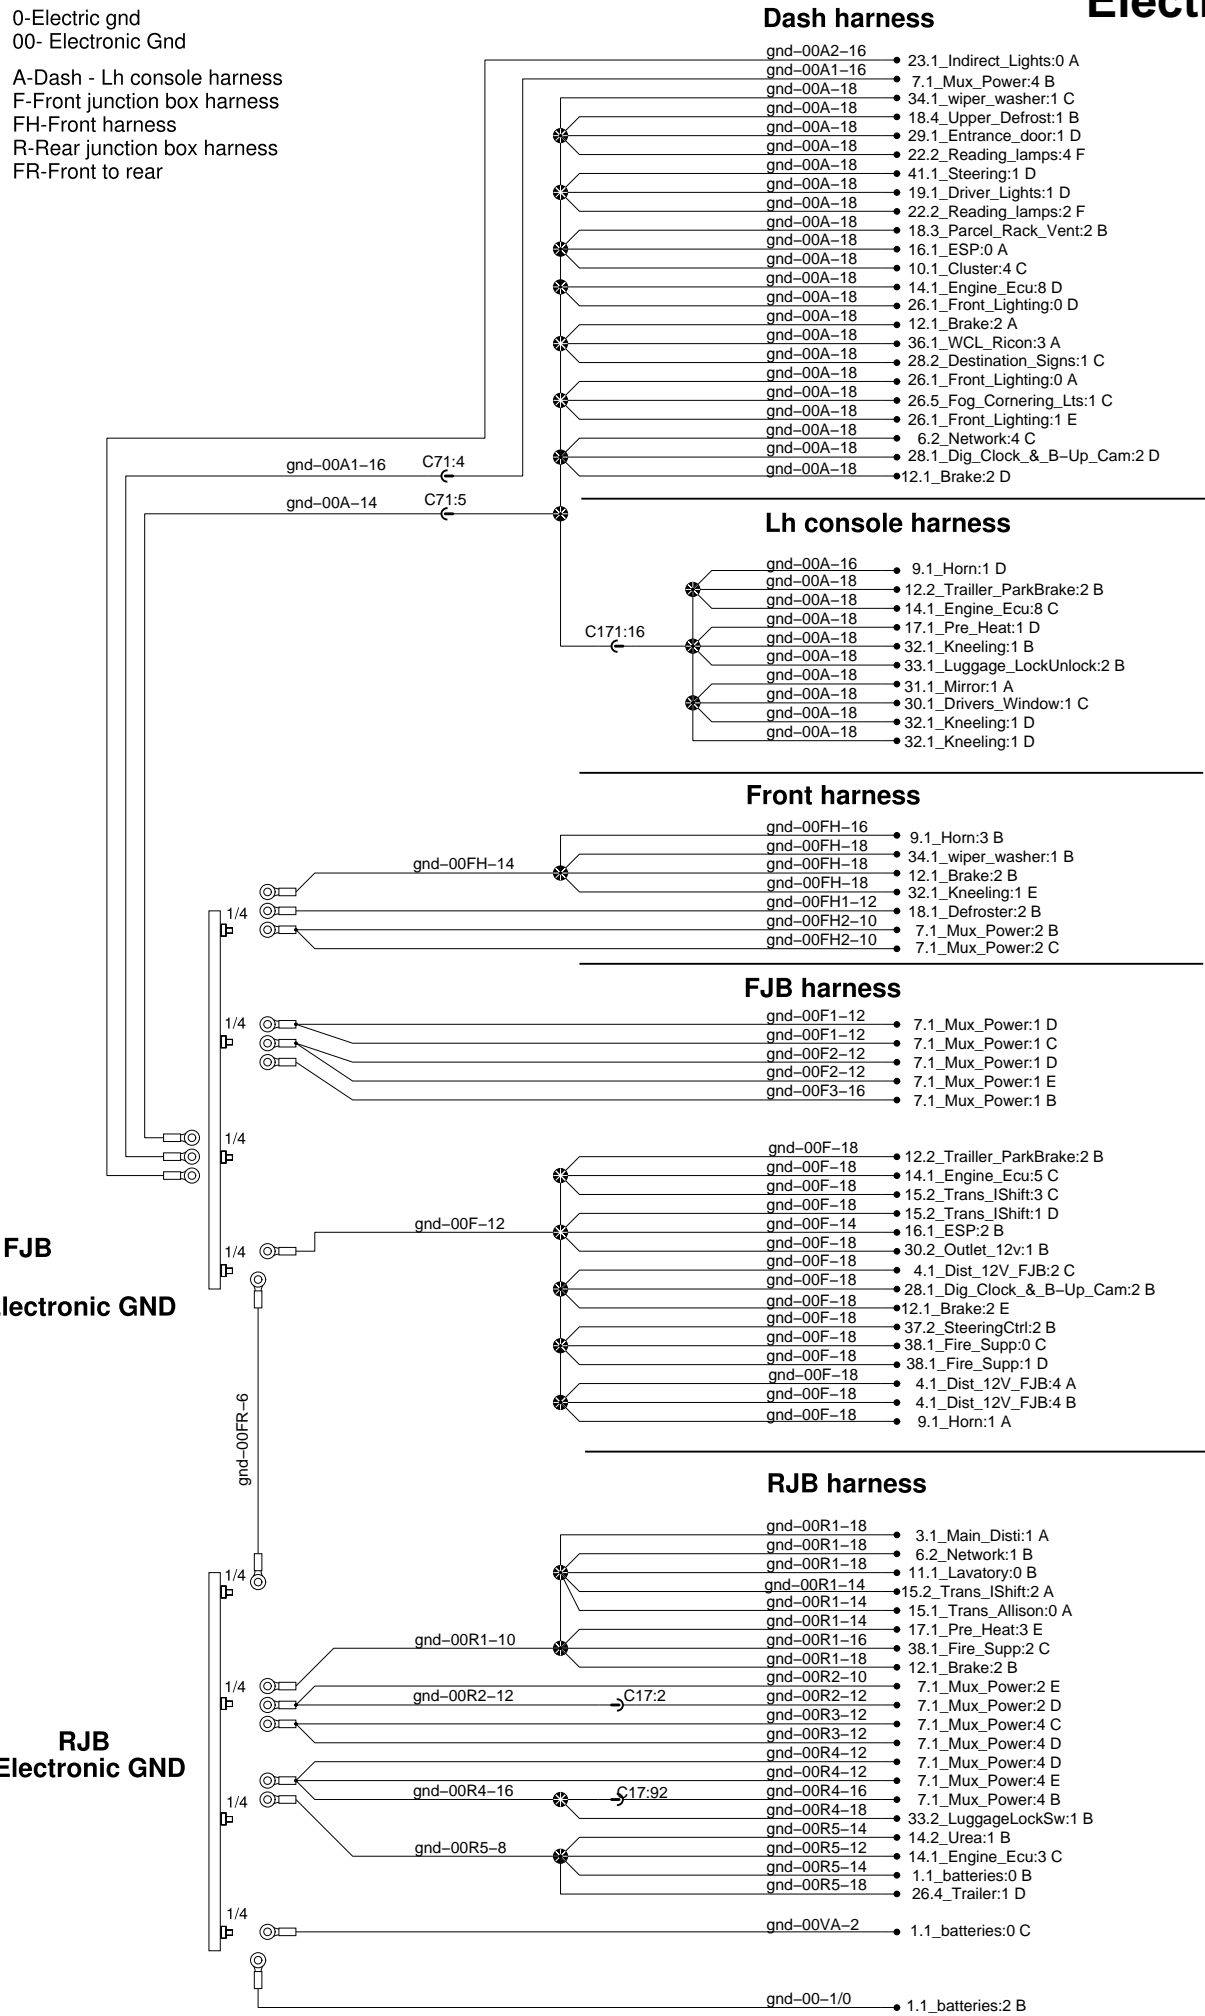 0-Electric gnd
00- Electronic Gnd
A-Dash - Lh console harness
F-Front junction box harness
FH-Front harness
R-Rear junction box harness
FR-Front to rear
Dash harness
gnd–00A2–16 23.1_Indirect_Lights:0 A
gnd–00A1–16 7.1_Mux_Power:4 B
gnd–00A–18 34.1_wiper_washer:1 C
gnd–00A–18 18.4_Upper_Defrost:1 B
gnd–00A–18 29.1_Entrance_door:1 D
gnd–00A–18 22.2_Reading_lamps:4 F
gnd–00A–18 41.1_Steering:1 D
gnd–00A–18 19.1_Driver_Lights:1 D
gnd–00A–18 22.2_Reading_lamps:2 F
gnd–00A–18 18.3_Parcel_Rack_Vent:2 B
gnd–00A–18 16.1_ESP:0 A
gnd–00A–18 10.1_Cluster:4 C
gnd–00A–18 14.1_Engine_Ecu:8 D
gnd–00A–18 26.1_Front_Lighting:0 D
gnd–00A–18 12.1_Brake:2 A
gnd–00A–18 36.1_WCL_Ricon:3 A
gnd–00A–18 28.2_Destination_Signs:1 C
gnd–00A–18 26.1_Front_Lighting:0 A
gnd–00A–18 26.5_Fog_Cornering_Lts:1 C
gnd–00A–18 26.1_Front_Lighting:1 E
gnd–00A–18 6.2_Network:4 C
gnd–00A–18 28.1_Dig_Clock_&_B–Up_Cam:2 D
gnd–00A–18 12.1_Brake:2 D
gnd–00A1–16 C71:4
gnd–00A–14 C71:5
Lh console harness
gnd–00A–16 9.1_Horn:1 D
gnd–00A–18 12.2_Trailler_ParkBrake:2 B
gnd–00A–18 14.1_Engine_Ecu:8 C
gnd–00A–18 17.1_Pre_Heat:1 D
C171:16 gnd–00A–18 32.1_Kneeling:1 B
gnd–00A–18 33.1_Luggage_LockUnlock:2 B
gnd–00A–18 31.1_Mirror:1 A
gnd–00A–18 30.1_Drivers_Window:1 C
gnd–00A–18 32.1_Kneeling:1 D
gnd–00A–18 32.1_Kneeling:1 D
Front harness
gnd–00FH–16 9.1_Horn:3 B
gnd–00FH–18 34.1_wiper_washer:1 B
gnd–00FH–14 gnd–00FH–18 12.1_Brake:2 B
gnd–00FH–18 32.1_Kneeling:1 E
1/4 gnd–00FH1–12 18.1_Defroster:2 B
gnd–00FH2–10 7.1_Mux_Power:2 B
gnd–00FH2–10 7.1_Mux_Power:2 C
FJB harness
1/4 gnd–00F1–12 7.1_Mux_Power:1 D
gnd–00F1–12 7.1_Mux_Power:1 C
gnd–00F2–12 7.1_Mux_Power:1 D
gnd–00F2–12 7.1_Mux_Power:1 E
gnd–00F3–16 7.1_Mux_Power:1 B
1/4
gnd–00F–18 12.2_Trailler_ParkBrake:2 B
gnd–00F–18 14.1_Engine_Ecu:5 C
gnd–00F–18 15.2_Trans_IShift:3 C
gnd–00F–18 15.2_Trans_IShift:1 D
gnd–00F–12 gnd–00F–14 16.1_ESP:2 B
FJB 1/4 gnd–00F–18 30.2_Outlet_12v:1 B
gnd–00F–18 4.1_Dist_12V_FJB:2 C
gnd–00F–18 28.1_Dig_Clock_&_B–Up_Cam:2 B
gnd–00F–18 12.1_Brake:2 E
gnd–00F–18 37.2_SteeringCtrl:2 B
gnd–00F–18 38.1_Fire_Supp:0 C
gnd–00F–18 38.1_Fire_Supp:1 D
gnd–00F–18 4.1_Dist_12V_FJB:4 A
gnd–00F–18 4.1_Dist_12V_FJB:4 B
gnd–00F–18 9.1_Horn:1 A
GND
gnd–00FR–6
RJB harness
gnd–00R1–18 3.1_Main_Disti:1 A
gnd–00R1–18 6.2_Network:1 B
1/4 gnd–00R1–18 11.1_Lavatory:0 B
gnd–00R1–14 15.2_Trans_IShift:2 A
gnd–00R1–14 15.1_Trans_Allison:0 A
gnd–00R1–14 17.1_Pre_Heat:3 E
gnd–00R1–10 gnd–00R1–16 38.1_Fire_Supp:2 C
gnd–00R1–18 12.1_Brake:2 B
1/4 gnd–00R2–10 7.1_Mux_Power:2 E
gnd–00R2–12 C17:2 gnd–00R2–12 7.1_Mux_Power:2 D
gnd–00R3–12 7.1_Mux_Power:4 C
RJB gnd–00R3–12 7.1_Mux_Power:4 D
Electronic GND gnd–00R4–12 7.1_Mux_Power:4 D
gnd–00R4–12 7.1_Mux_Power:4 E
1/4 gnd–00R4–16 C17:92 gnd–00R4–16 7.1_Mux_Power:4 B
gnd–00R4–18 33.2_LuggageLockSw:1 B
gnd–00R5–14 14.2_Urea:1 B
gnd–00R5–8 gnd–00R5–12 14.1_Engine_Ecu:3 C
gnd–00R5–14 1.1_batteries:0 B
gnd–00R5–18 26.4_Trailer:1 D
1/4 gnd–00VA–2 1.1_batteries:0 C
gnd–00–1/0 1.1_batteries:2 B